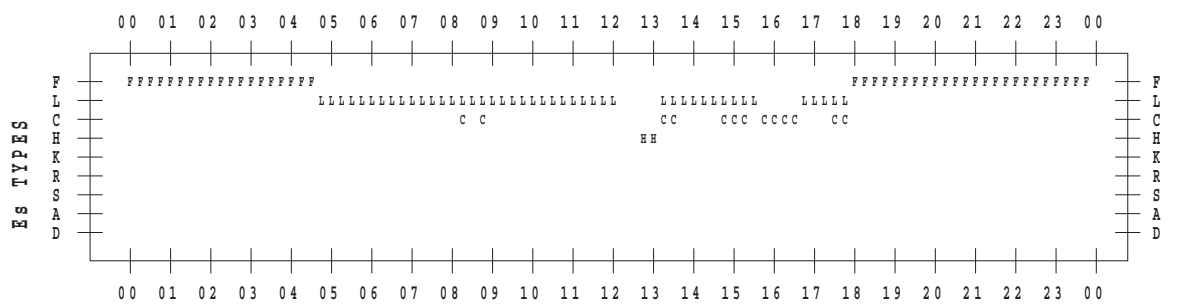 00 01 02 03 04 05 06 07 08 09 10 11 12 13 14 15 16 17 18 19 20 21 22 23 00
F FFFFFFFFFFFFFFFFFFF FFFFFFFFFFFFFFFFFFFFFFFF F
L LLLLLLLLLLLLLLLLLLLLLLLLLLLLLL LLLLLLLLLL LLLLL L
C C C CC CCC CCCC CC C
H HH H
K K
R R
S S
A A
D D
Es TYPES
00 01 02 03 04 05 06 07 08 09 10 11 12 13 14 15 16 17 18 19 20 21 22 23 00